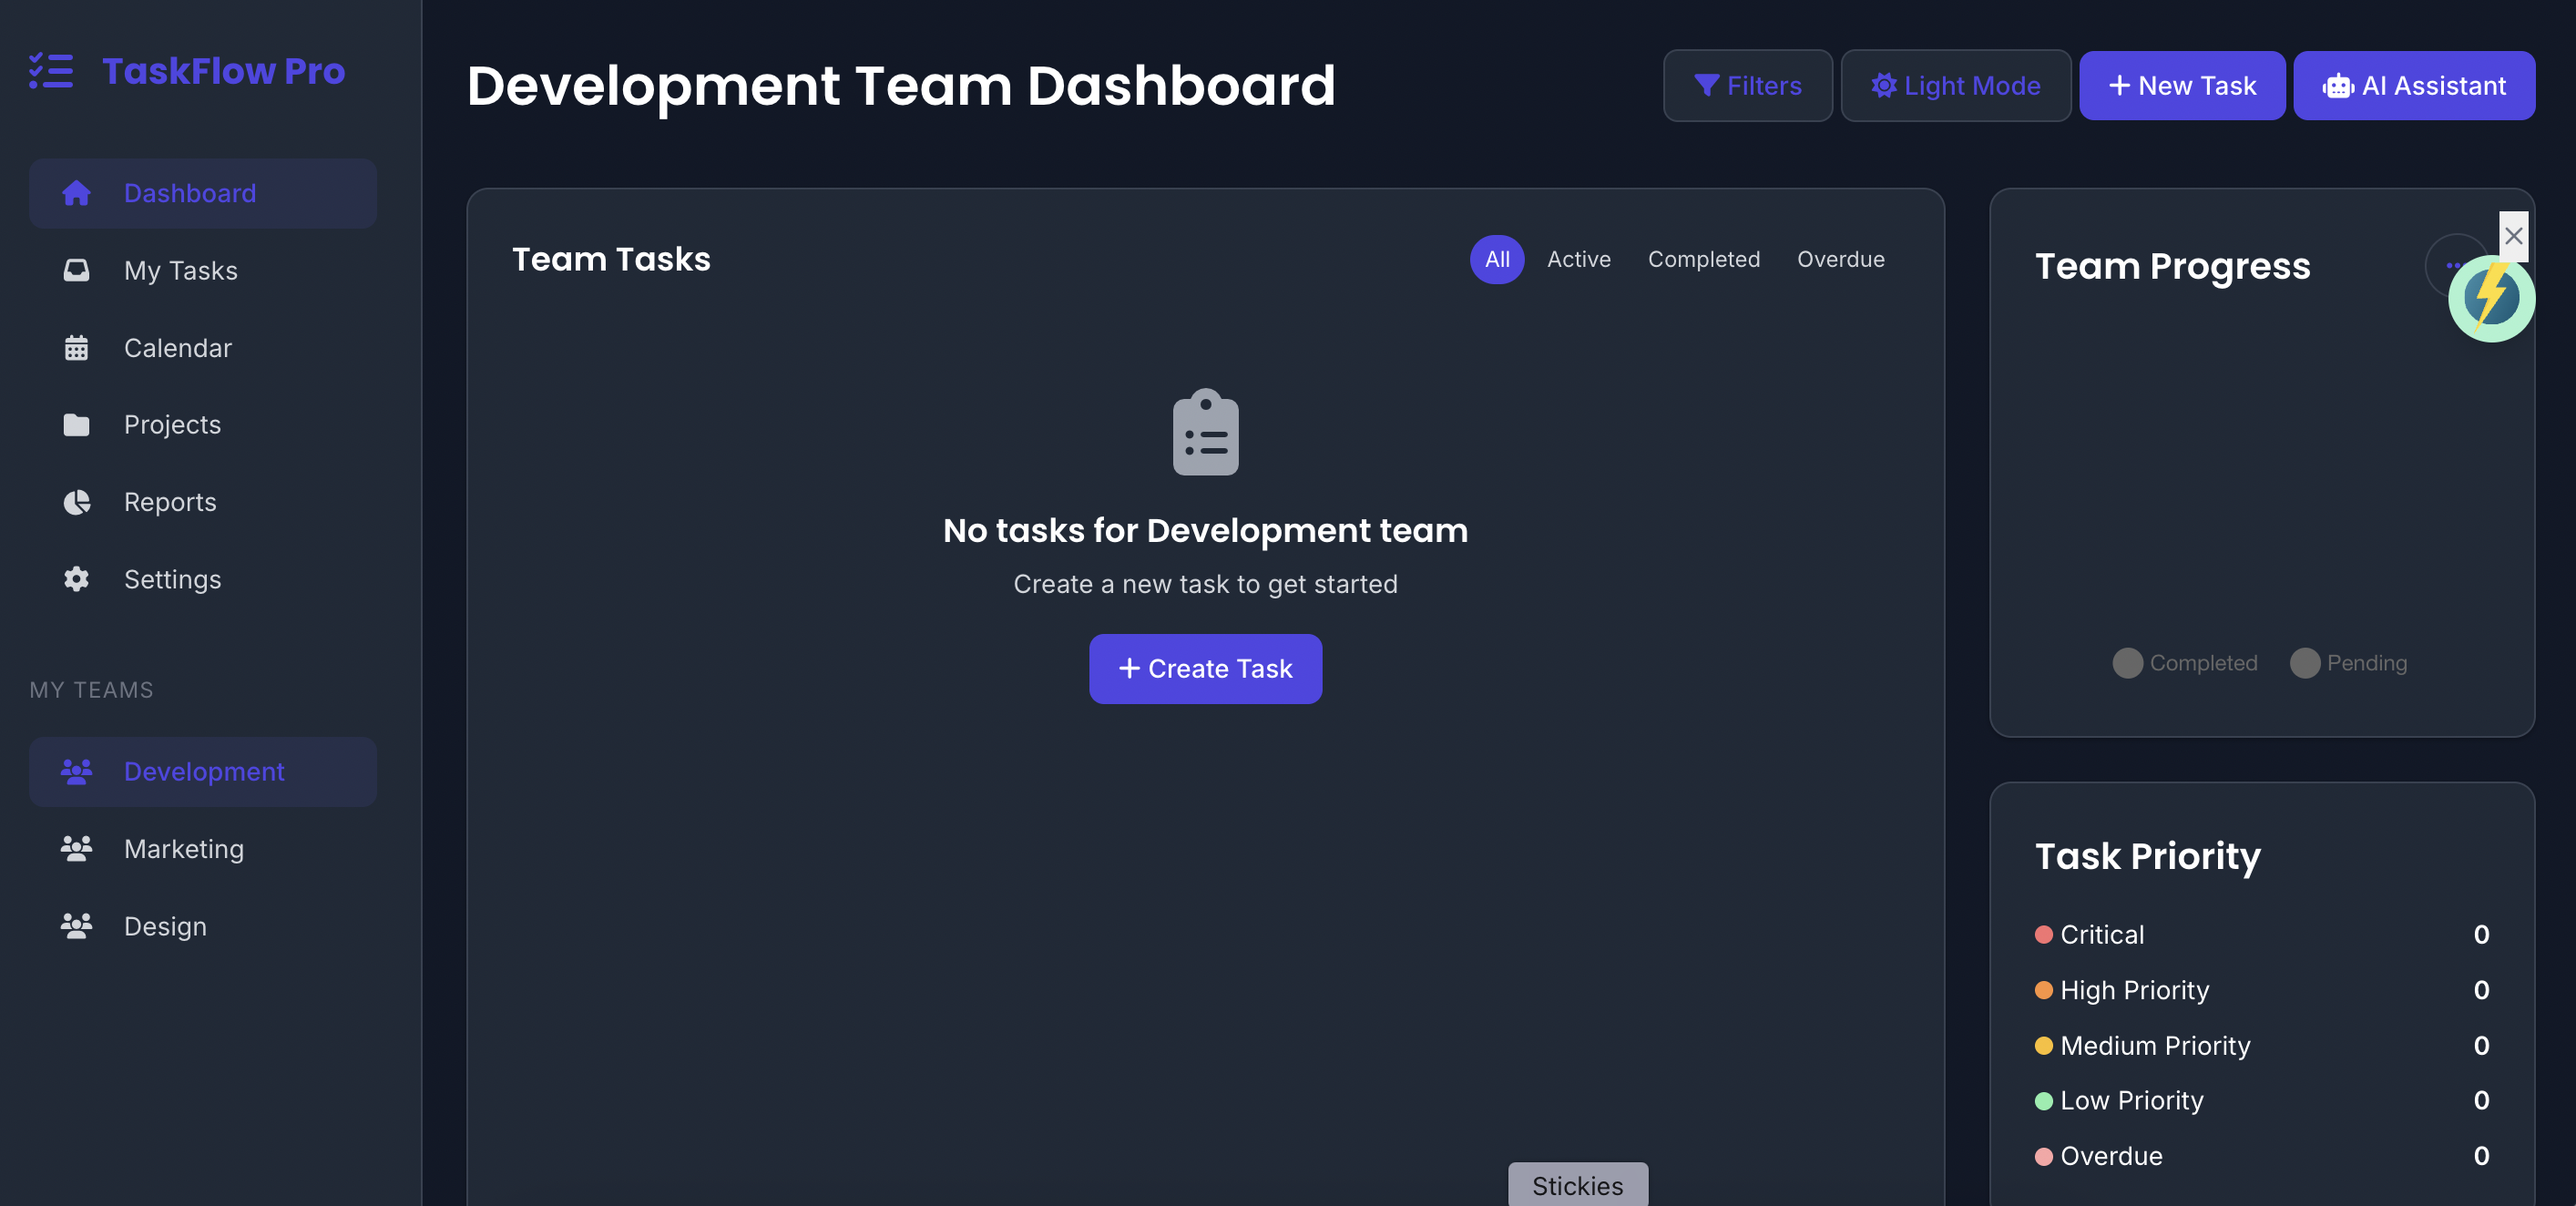 TaskFlow Pro
Dashboard
My Tasks
Calendar
Projects
Reports
Settings
MY TEAMS
Development
Marketing
Design
Development Team Dashboard
Filters
Light Mode
New Task
AI Assistant
Team Tasks
All Active Completed Overdue
No tasks for Development team
Create a new task to get started
Create Task
Team Progress
Completed Pending
Task Priority
Critical 0
High Priority 0
Medium Priority 0
Low Priority 0
Overdue 0
Stickies